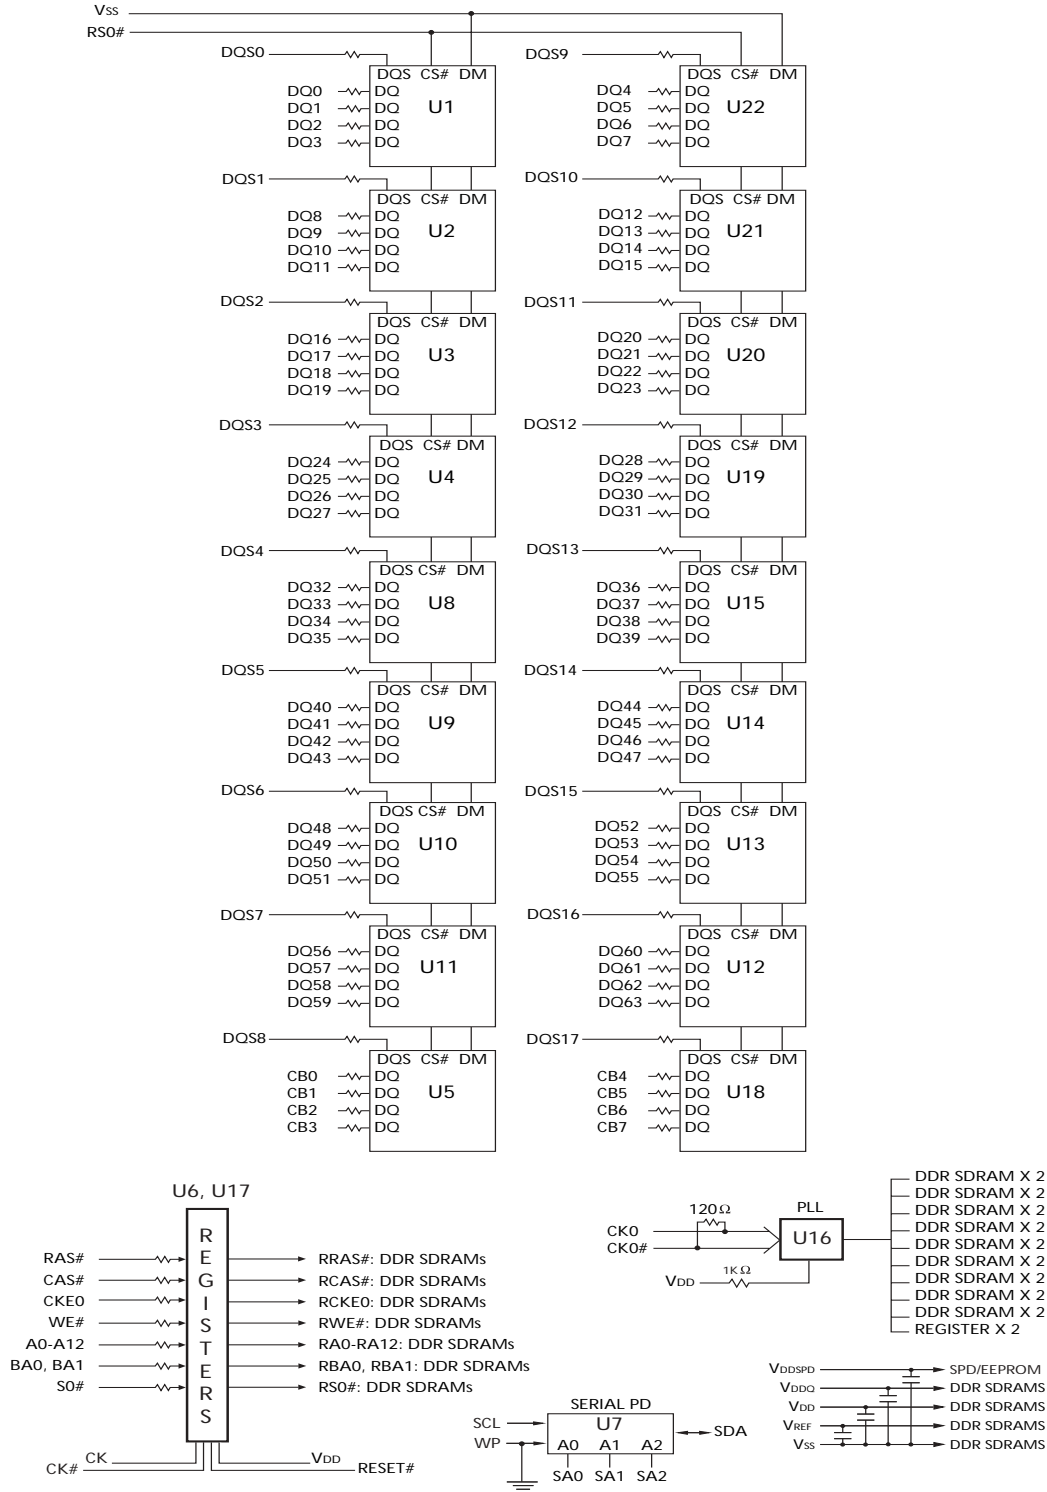 VSS
RS0#
DQS0
DQS CS# DM
DQ0 DQ
DQ1 DQ
DQ2 DQ
DQ3 DQ
U1
DQS9
DQS CS# DM
DQ4 DQ
DQ5 DQ
DQ6 DQ
DQ7 DQ
U22
DQS1
DQS CS# DM
DQ8 DQ
DQ9 DQ
DQ10 DQ
DQ11 DQ
U2
DQS10
DQS CS# DM
DQ12 DQ
DQ13 DQ
DQ14 DQ
DQ15 DQ
U21
DQS2
DQS CS# DM
DQ16 DQ
DQ17 DQ
DQ18 DQ
DQ19 DQ
U3
DQS11
DQS CS# DM
DQ20 DQ
DQ21 DQ
DQ22 DQ
DQ23 DQ
U20
DQS3
DQS CS# DM
DQ24 DQ
DQ25 DQ
DQ26 DQ
DQ27 DQ
U4
DQS12
DQS CS# DM
DQ28 DQ
DQ29 DQ
DQ30 DQ
DQ31 DQ
U19
DQS4
DQS CS# DM
DQ32 DQ
DQ33 DQ
DQ34 DQ
DQ35 DQ
U8
DQS13
DQS CS# DM
DQ36 DQ
DQ37 DQ
DQ38 DQ
DQ39 DQ
U15
DQS5
DQS CS# DM
DQ40 DQ
DQ41 DQ
DQ42 DQ
DQ43 DQ
U9
DQS14
DQS CS# DM
DQ44 DQ
DQ45 DQ
DQ46 DQ
DQ47 DQ
U14
DQS6
DQS CS# DM
DQ48 DQ
DQ49 DQ
DQ50 DQ
DQ51 DQ
U10
DQS15
DQS CS# DM
DQ52 DQ
DQ53 DQ
DQ54 DQ
DQ55 DQ
U13
DQS7
DQS CS# DM
DQ56 DQ
DQ57 DQ
DQ58 DQ
DQ59 DQ
U11
DQS16
DQS CS# DM
DQ60 DQ
DQ61 DQ
DQ62 DQ
DQ63 DQ
U12
DQS8
DQS CS# DM
CB0 DQ
CB1 DQ
CB2 DQ
CB3 DQ
U5
DQS17
DQS CS# DM
CB4 DQ
CB5 DQ
CB6 DQ
CB7 DQ
U18
U6, U17
REGISTERS
RAS# RRAS#: DDR SDRAMs
CAS# RCAS#: DDR SDRAMs
CKE0 RCKE0: DDR SDRAMs
WE# RWE#: DDR SDRAMs
A0-A12 RA0-RA12: DDR SDRAMs
BA0, BA1 RBA0, RBA1: DDR SDRAMs
S0# RS0#: DDR SDRAMs
CK
CK#
VDD
RESET#
PLL
U16
120Ω
CK0
CK0#
1KΩ
VDD
DDR SDRAM X 2
DDR SDRAM X 2
DDR SDRAM X 2
DDR SDRAM X 2
DDR SDRAM X 2
DDR SDRAM X 2
DDR SDRAM X 2
DDR SDRAM X 2
DDR SDRAM X 2
REGISTER X 2
SERIAL PD
U7
SCL
WP
A0 A1 A2
SDA
SA0 SA1 SA2
VDDSPD SPD/EEPROM
VDDQ DDR SDRAMS
VDD DDR SDRAMS
VREF DDR SDRAMS
VSS DDR SDRAMS